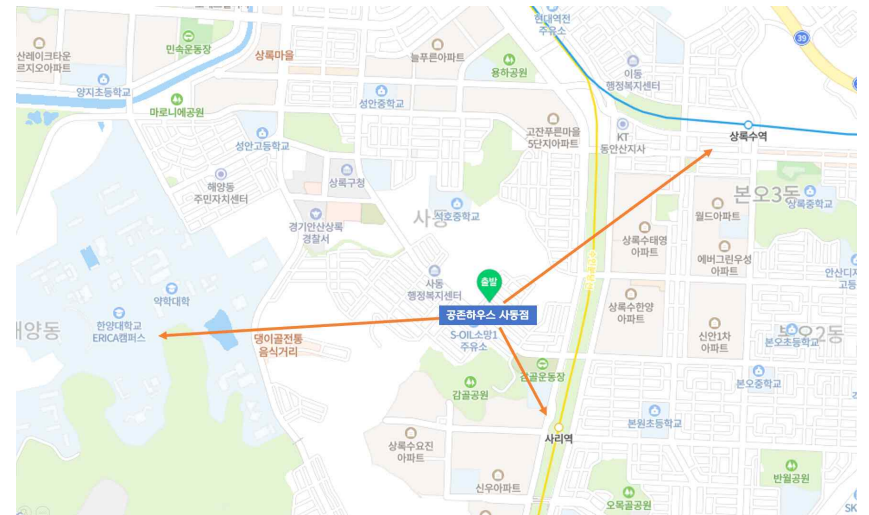 현대역전
주유소
39
산레이크타운
르지오아파트
민속운동장
상록마을
늘푸른아파트
용하공원
이동
행정복지센터
양지초등학교
마로니에공원
성안중학교
고잔푸른마을
5단지아파트
KT
동안산지사
상록수역
성안고등학교
해양동
주민자치센터
상록구청
경기안산상록
경찰서
사동
석호중학교
본오3동
상록중학교
월드아파트
상록수태영
아파트
에버그린우성
아파트
안산디지
고등
사동
행정복지센터
출발
약학대학
공존하우스 사동점
한양대학교
ERICA캠퍼스
해양동
댕이골전통
음식거리
S-OIL소망1
주유소
상록수한양
아파트
신안1차
아파트
본오2동
본오초등학교
감골운동장
감골공원
본오중학교
본원초등학교
상록수요진
아파트
사리역
신우아파트
오목골공원
반월공원
SK